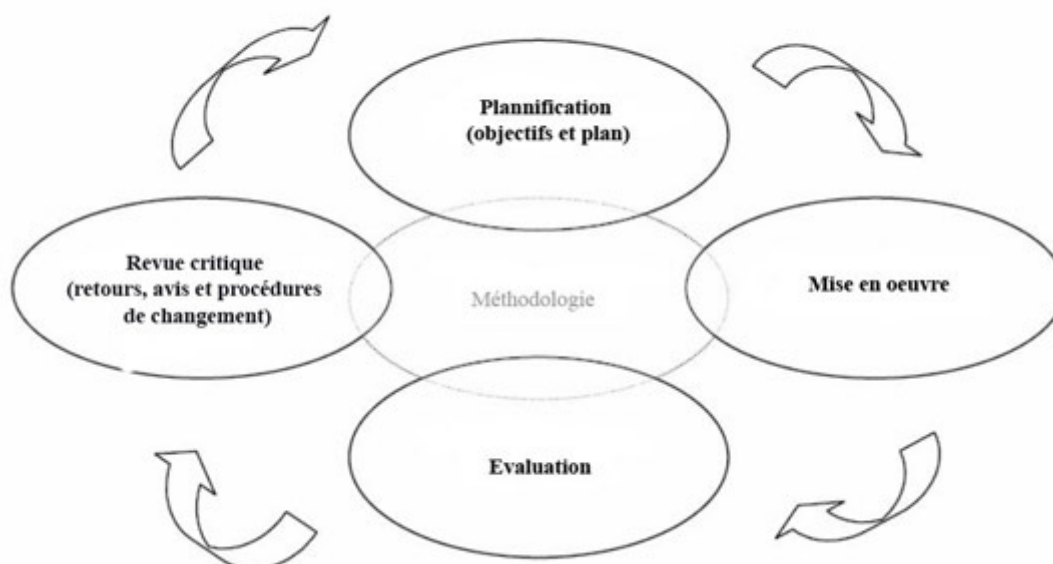 Plannification
(objectifs et plan)
Revue critique
(retours, avis et procédures
de changement)
Méthodologie
Mise en oeuvre
Evaluation